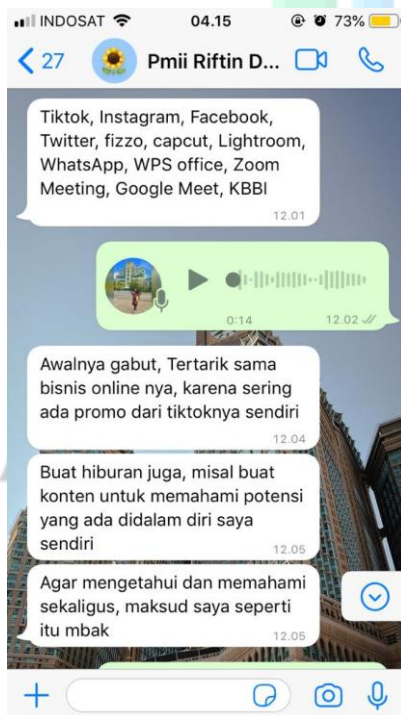 INDOSAT 04.15 73%
27 Pmii Riftin D...
Tiktok, Instagram, Facebook,
Twitter, fizzo, capcut, Lightroom,
WhatsApp, WPS office, Zoom
Meeting, Google Meet, KBBI
12.01
0:14 12.02
Awalnya gabut, Tertarik sama
bisnis online nya, karena sering
ada promo dari tiktoknya sendiri
12.04
Buat hiburan juga, misal buat
konten untuk memahami potensi
yang ada didalam diri saya
sendiri 12.05
Agar mengetahui dan memahami
sekaligus, maksud saya seperti
itu mbak 12.05